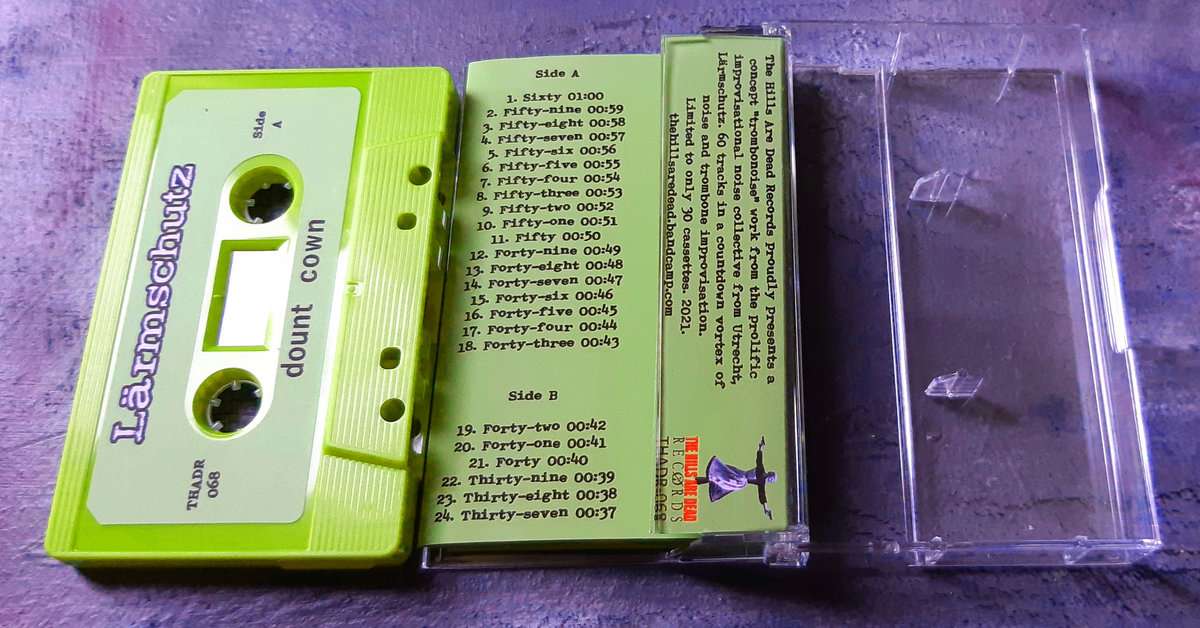 Lärmschutz
Side
A
dount cown
THADR
068
Side A
1. Sixty 01:00
2. Fifty-nine 00:59
3. Fifty-eight 00:58
4. Fifty-seven 00:57
5. Fifty-six 00:56
6. Fifty-five 00:55
7. Fifty-four 00:54
8. Fifty-three 00:53
9. Fifty-two 00:52
10. Fifty-one 00:51
11. Fifty 00:50
12. Forty-nine 00:49
13. Forty-eight 00:48
14. Forty-seven 00:47
15. Forty-six 00:46
16. Forty-five 00:45
17. Forty-four 00:44
18. Forty-three 00:43
Side B
19. Forty-two 00:42
20. Forty-one 00:41
21. Forty 00:40
22. Thirty-nine 00:39
23. Thirty-eight 00:38
24. Thirty-seven 00:37
The Hills Are Dead Records proudly presents a
concept "trombonoise" work from the prolific
improvisational noise collective from Utrecht,
Lärmschutz. 60 tracks in a countdown vortex of
noise and trombone improvisation.
Limited to only 30 cassettes. 2021.
thehillsaredead.bandcamp.com
THE HILLS ARE DEAD
RECØRDS
THADR-068